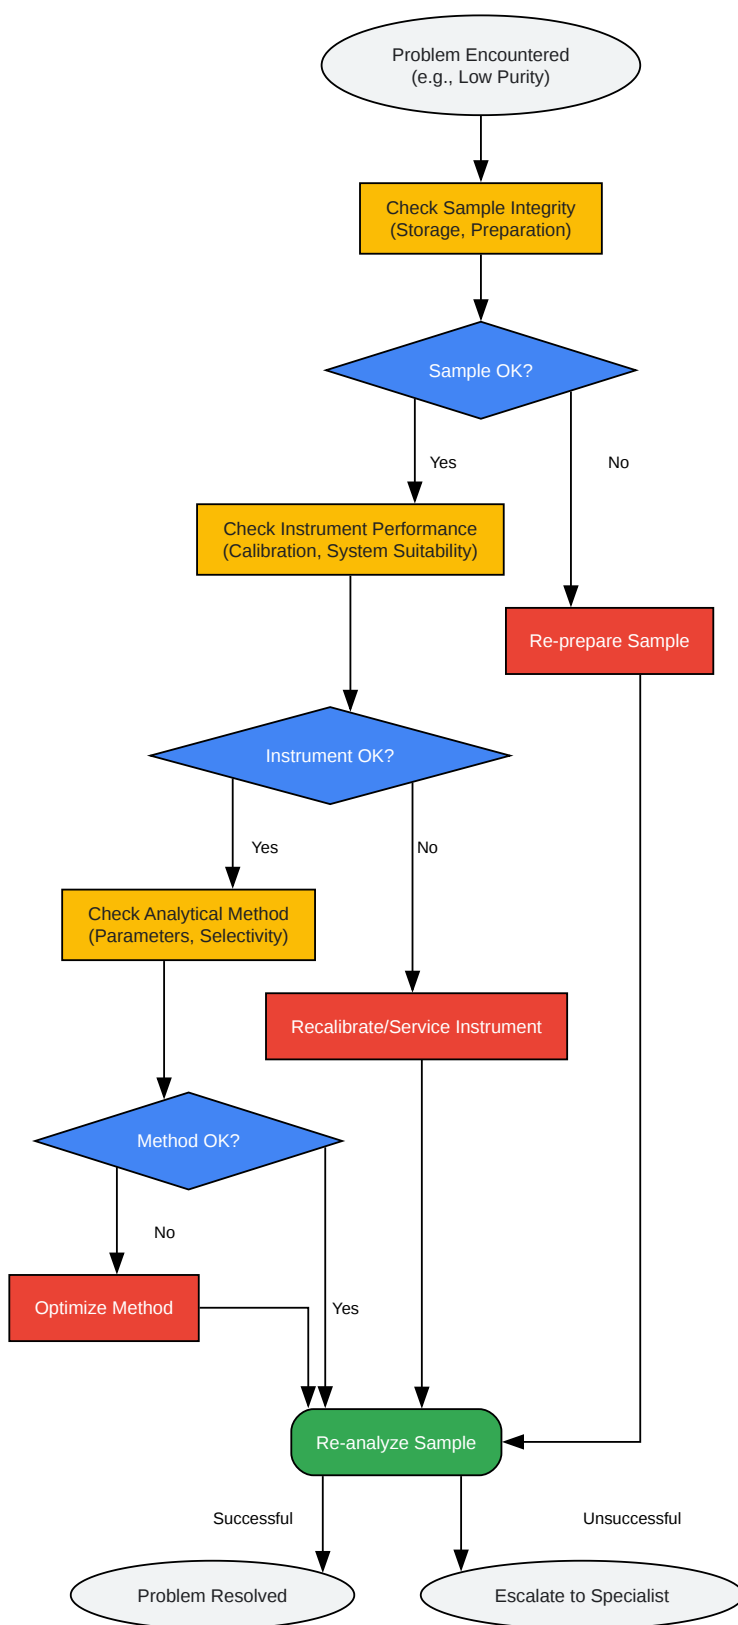 Problem Encountered
(e.g., Low Purity)
Check Sample Integrity
(Storage, Preparation)
Sample OK?
Yes
No
Check Instrument Performance
(Calibration, System Suitability)
Re-prepare Sample
Instrument OK?
Yes
No
Check Analytical Method
(Parameters, Selectivity)
Recalibrate/Service Instrument
Method OK?
No
Optimize Method
Yes
Re-analyze Sample
Successful
Unsuccessful
Problem Resolved
Escalate to Specialist